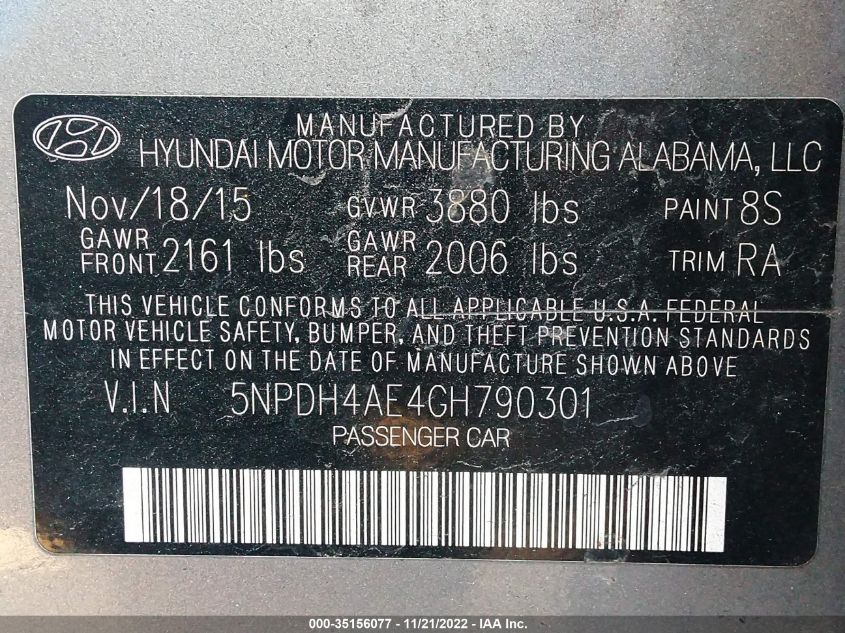 MANUFACTURED BY
HYUNDAI MOTOR MANUFACTURING ALABAMA, LLC
Nov/18/15 GVWR 3880 lbs PAINT 8S
GAWR FRONT 2161 lbs GAWR REAR 2006 lbs TRIM RA
THIS VEHICLE CONFORMS TO ALL APPLICABLE U.S.A. FEDERAL
MOTOR VEHICLE SAFETY, BUMPER, AND THEFT PREVENTION STANDARDS
IN EFFECT ON THE DATE OF MANUFACTURE SHOWN ABOVE
V.I.N 5NPDH4AE4GH790301
PASSENGER CAR
000-35156077 - 11/21/2022 - IAA Inc.